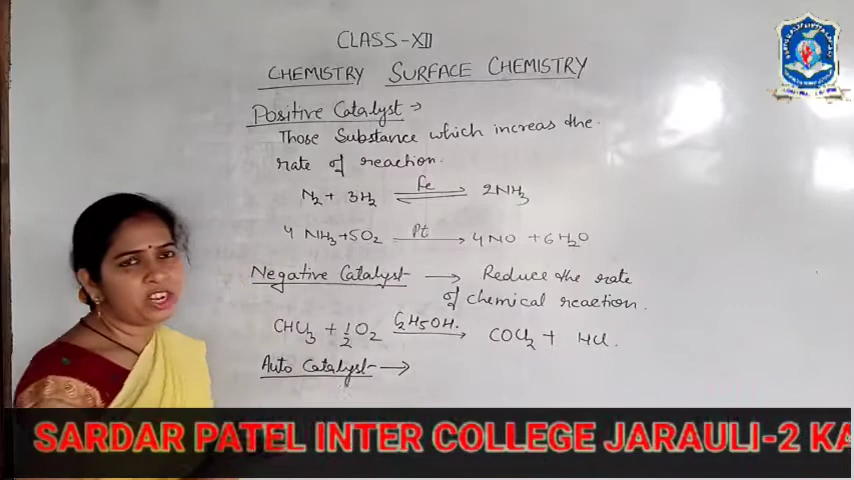 CLASS-XII
CHEMISTRY SURFACE CHEMISTRY
Positive Catalyst →
Those Substance which increas the
rate of reaction.
N₂ + 3H₂ ⇌ Fe 2NH₃
4 NH₃ + 5O₂ → Pt 4NO + 6H₂O
Negative Catalyst → Reduce the rate
of chemical reaction.
CHCl₃ + ½O₂ → C₂H₅OH. COCl₂ + HCl.
Auto Catalyst →
SARDAR PATEL INTER COLLEGE JARAULI-2 KA